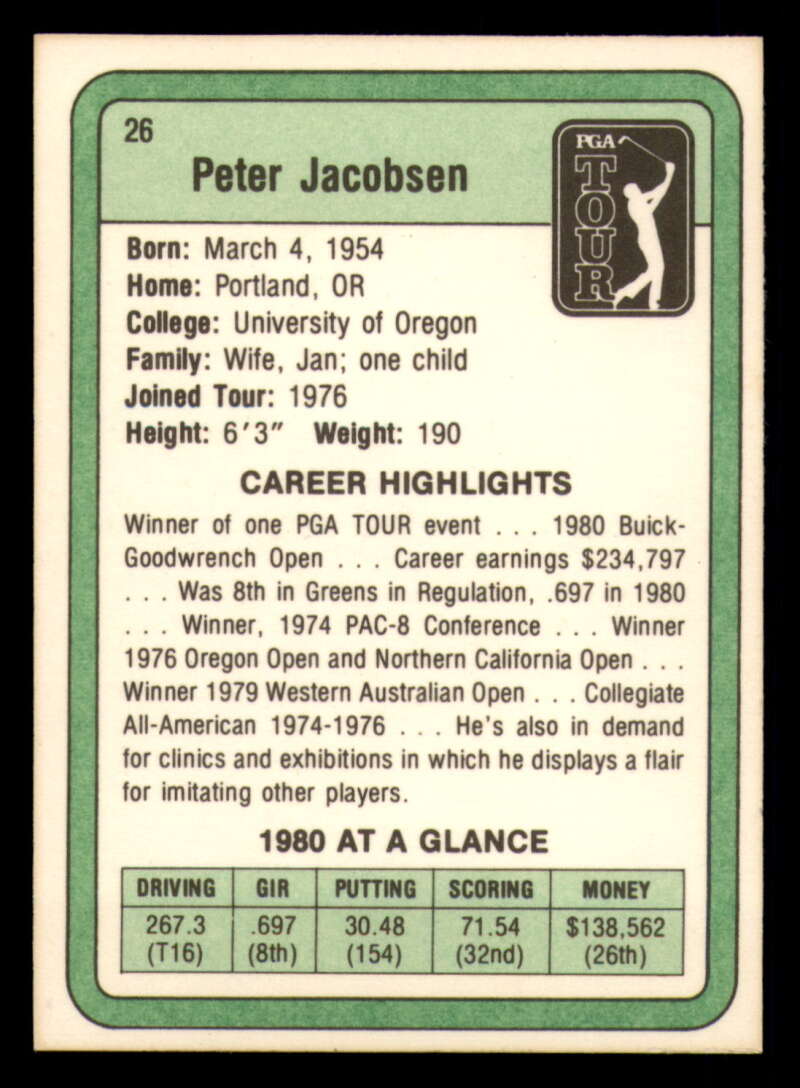 26
Peter Jacobsen
PGA
TOUR
Born: March 4, 1954
Home: Portland, OR
College: University of Oregon
Family: Wife, Jan; one child
Joined Tour: 1976
Height: 6'3" Weight: 190
CAREER HIGHLIGHTS
Winner of one PGA TOUR event . . . 1980 Buick-
Goodwrench Open . . . Career earnings $234,797
. . . Was 8th in Greens in Regulation, .697 in 1980
. . . Winner, 1974 PAC-8 Conference . . . Winner
1976 Oregon Open and Northern California Open . . .
Winner 1979 Western Australian Open . . . Collegiate
All-American 1974-1976 . . . He's also in demand
for clinics and exhibitions in which he displays a flair
for imitating other players.
1980 AT A GLANCE
DRIVING GIR PUTTING SCORING MONEY
267.3 .697 30.48 71.54 $138,562
(T16) (8th) (154) (32nd) (26th)